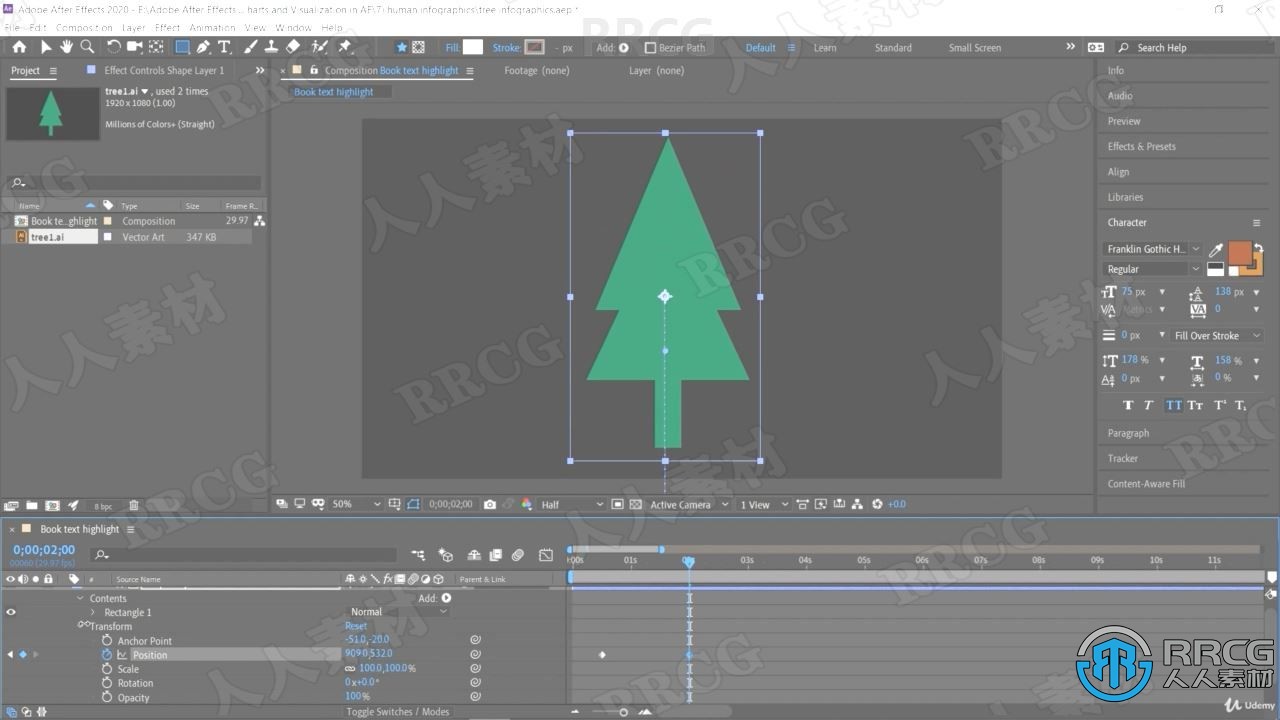 Adobe After Effects 2020 - E:\Adobe After Effects ... harts and Visualization in AE\7\ human infographics\tree infographics.aep *
File Edit Composition Layer Effect Animation View Window Help
Fill: Stroke: - px Add: Bezier Path Default Learn Standard Small Screen Search Help
Project Effect Controls Shape Layer 1
Composition Book text highlight Footage (none) Layer (none)
Book text highlight
tree1.ai , used 2 times
1920 x 1080 (1.00)
Millions of Colors+ (Straight)
Name Type Size Frame R...
Book te...ghlight Composition 29.97
tree1.ai Vector Art 347 KB
8 bpc
50% 0;00;02;00 Half Active Camera 1 View +0.0
Info
Audio
Preview
Effects & Presets
Align
Libraries
Character
Franklin Gothic H...
Regular
75 px 138 px
Metrics 0
0 px Fill Over Stroke
178 % 158 %
0 px 0 %
T T TT Tt T¹ T₁
Paragraph
Tracker
Content-Aware Fill
Book text highlight
0;00;02;00
00060 (29.97 fps)
:00s 01s 03s 04s 05s 06s 07s 08s 09s 10s 11s
# Source Name Parent & Link
Contents Add:
Rectangle 1 Normal
Transform Reset
Anchor Point -51.0,-20.0
Position 909.0,532.0
Scale 100.0,100.0%
Rotation 0x+0.0°
Opacity 100%
Toggle Switches / Modes
RRCG
人人素材
Udemy